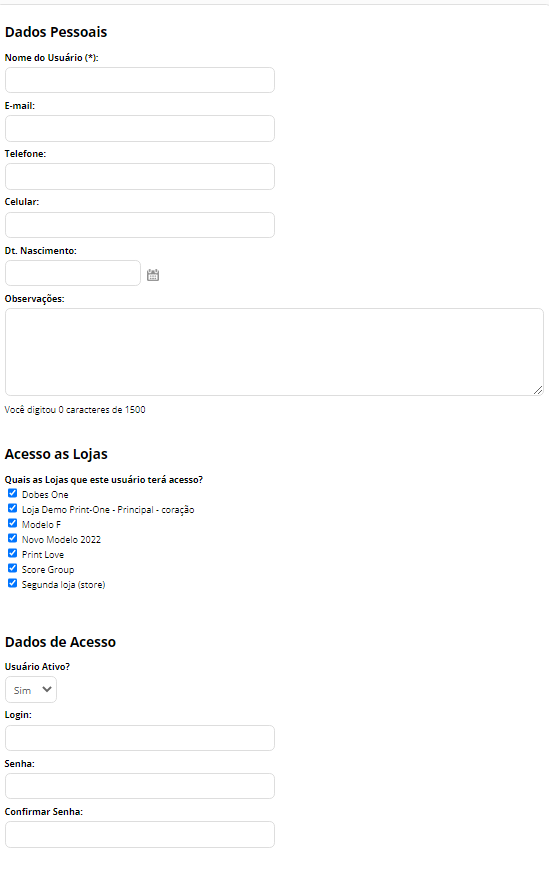 Dados Pessoais
Nome do Usuário (*):
E-mail:
Telefone:
Celular:
Dt. Nascimento:
Observações:
Você digitou 0 caracteres de 1500
Acesso as Lojas
Quais as Lojas que este usuário terá acesso?
Dobes One
Loja Demo Print-One - Principal - coração
Modelo F
Novo Modelo 2022
Print Love
Score Group
Segunda loja (store)
Dados de Acesso
Usuário Ativo?
Sim
Login:
Senha:
Confirmar Senha: